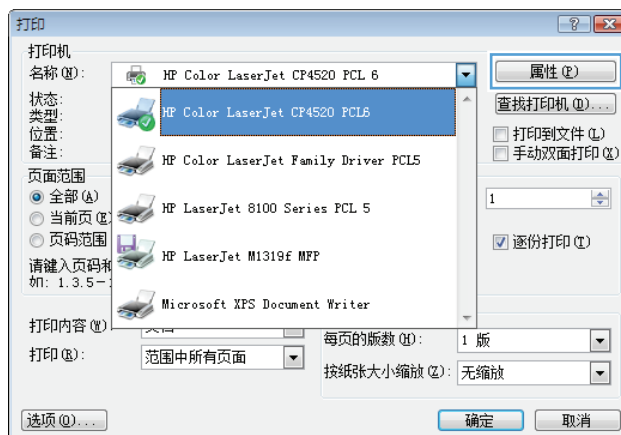 打印
打印机
名称(N): HP Color LaserJet CP4520 PCL 6 属性(P)
状态: HP Color LaserJet CP4520 PCL6 查找打印机(D)...
类型:
位置: 打印到文件(L)
备注: HP Color LaserJet Family Driver PCL5 手动双面打印(X)
页面范围
全部(A) HP LaserJet 8100 Series PCL 5 1
当前页(E)
页码范围 HP LaserJet M1319f MFP 逐份打印(T)
请键入页码和
如: 1.3.5-
Microsoft XPS Document Writer
打印内容(W):
每页的版数(H): 1 版
打印(R): 范围中所有页面
按纸张大小缩放(Z): 无缩放
选项(O)... 确定 取消